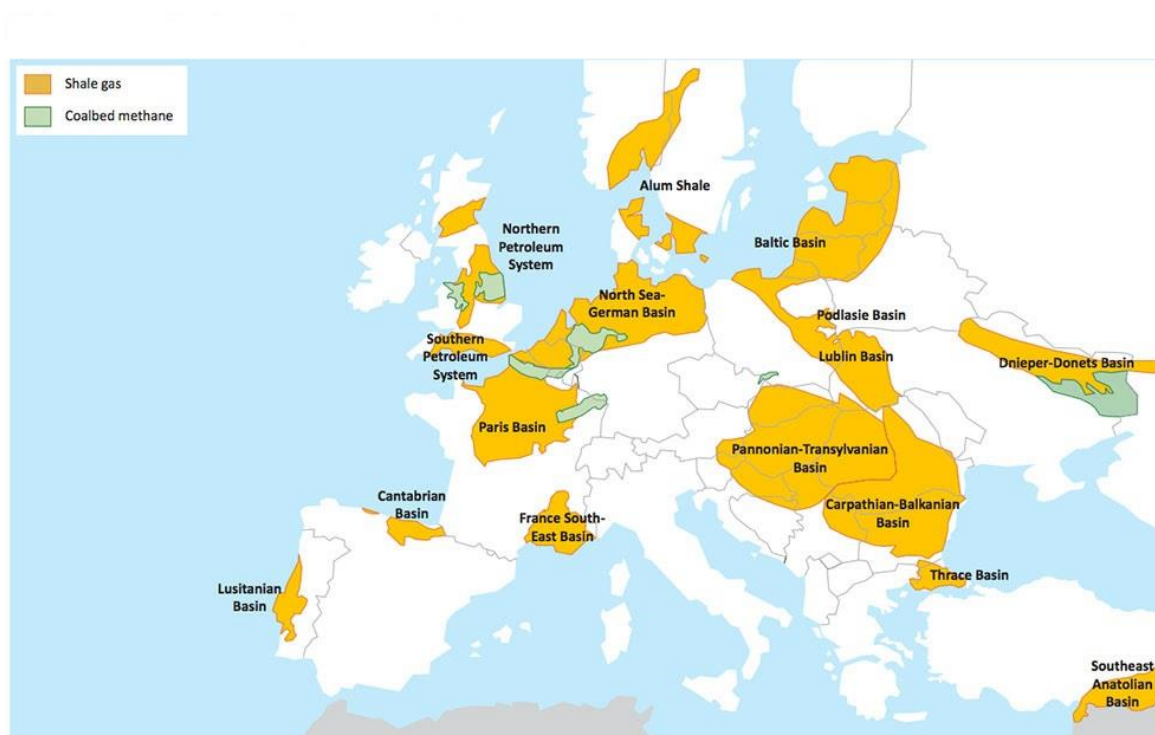 Shale gas
Coalbed methane
Alum Shale
Northern
Petroleum
System
Baltic Basin
North Sea-
German Basin
Podlasie Basin
Southern
Petroleum
System
Lublin Basin
Dnieper-Donets Basin
Paris Basin
Pannonian-Transylvanian
Basin
Cantabrian
Basin
Carpathian-Balkanian
Basin
France South-
East Basin
Thrace Basin
Lusitanian
Basin
Southeast
Anatolian
Basin